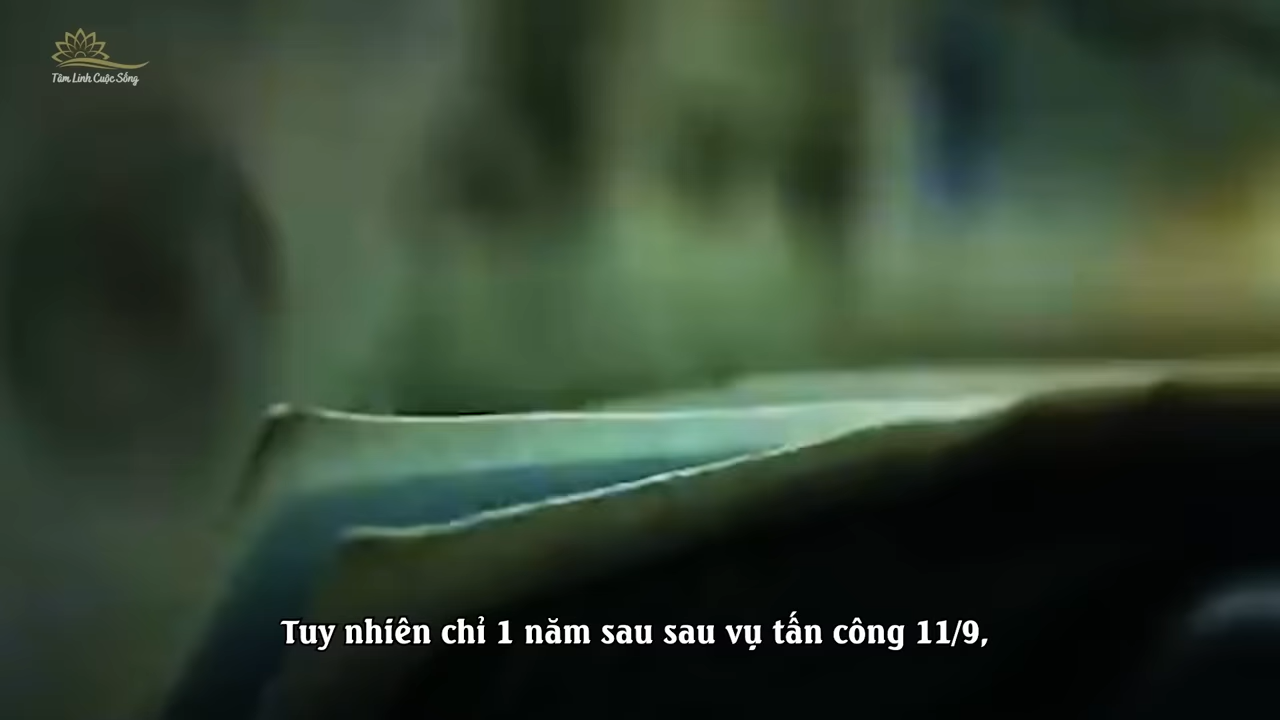 Tâm Linh Cuộc Sống
Tuy nhiên chỉ 1 năm sau sau vụ tấn công 11/9,